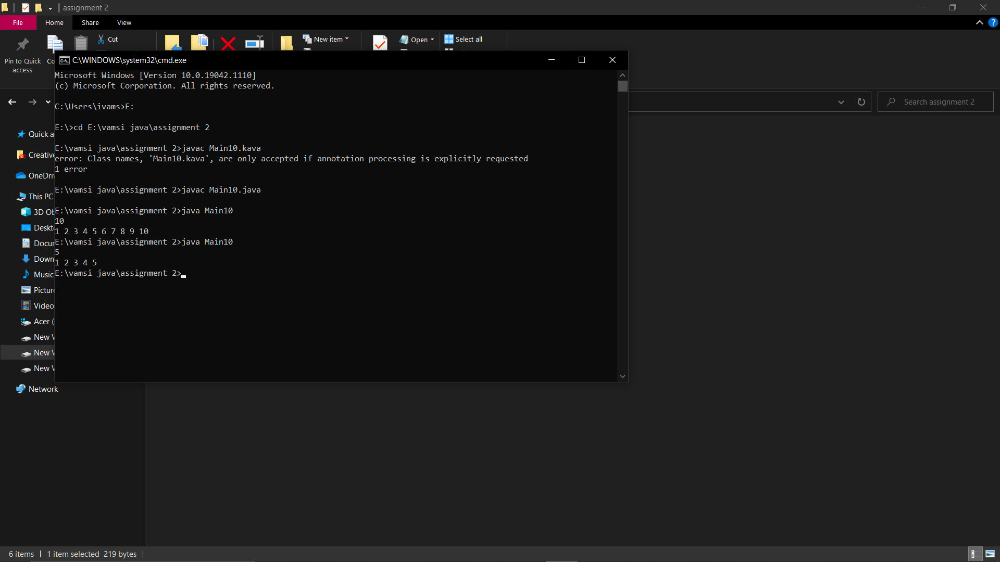 assignment 2
File Home Share View
Cut
New item
Open
Select all
Pin to Quick access
C:\WINDOWS\system32\cmd.exe
Microsoft Windows [Version 10.0.19042.1110]
(c) Microsoft Corporation. All rights reserved.
C:\Users\ivams>E:
E:\>cd E:\vamsi java\assignment 2
E:\vamsi java\assignment 2>javac Main10.kava
error: Class names, 'Main10.kava', are only accepted if annotation processing is explicitly requested
1 error
E:\vamsi java\assignment 2>javac Main10.java
E:\vamsi java\assignment 2>java Main10
10
1 2 3 4 5 6 7 8 9 10
E:\vamsi java\assignment 2>java Main10
5
1 2 3 4 5
E:\vamsi java\assignment 2>
Search assignment 2
Quick a
Creative
OneDriv
This PC
3D Ob
Deskt
Docur
Down
Music
Picture
Video
Acer (
New V
New V
New V
Network
6 items
1 item selected 219 bytes